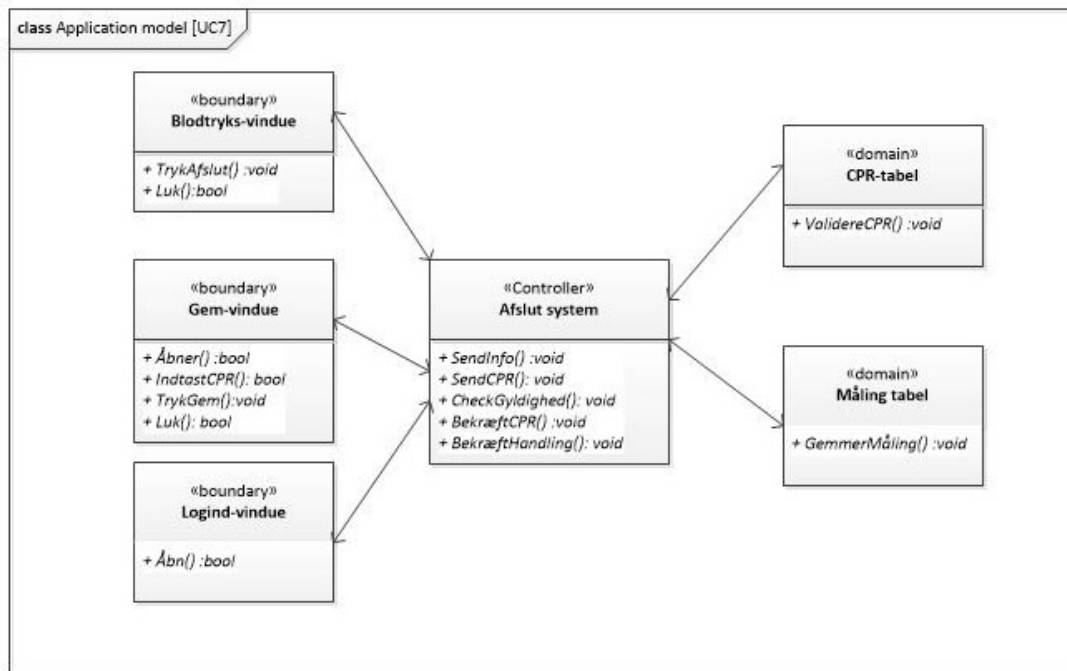 class Application model [UC7]
«boundary»
Blodtryks-vindue
+ TrykAfslut() :void
+ Luk():bool
«boundary»
Gem-vindue
+ Åbner() :bool
+ IndtastCPR(): bool
+ TrykGem():void
+ Luk(): bool
«boundary»
Logind-vindue
+ Åbn() :bool
«Controller»
Afslut system
+ SendInfo() :void
+ SendCPR(): void
+ CheckGyldighed(): void
+ BekræftCPR() :void
+ BekræftHandling(): void
«domain»
CPR-tabel
+ ValidereCPR() :void
«domain»
Måling tabel
+ GemmerMåling() :void